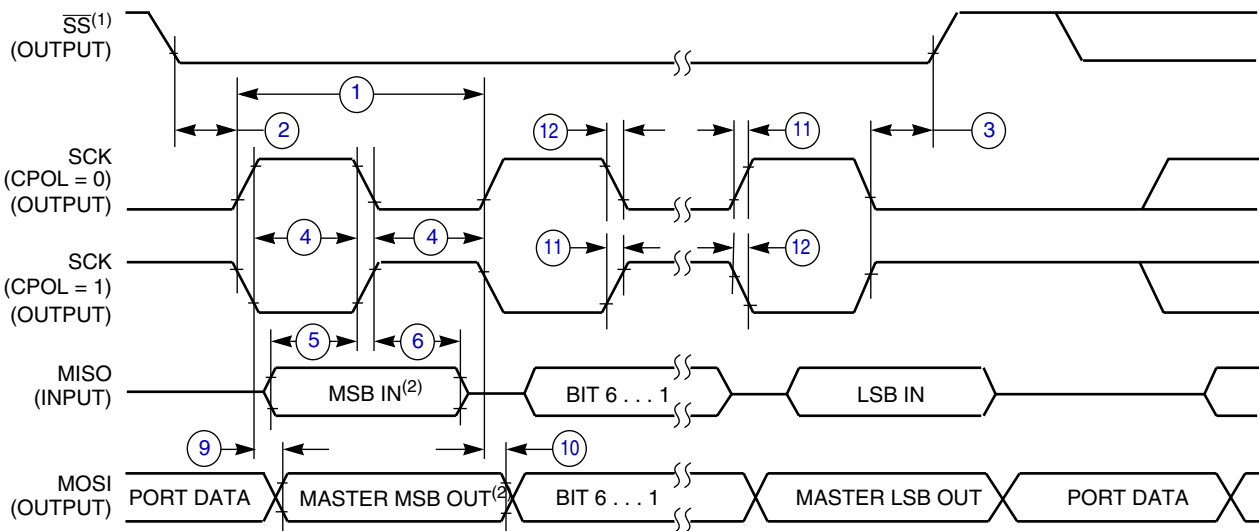 SS(1)
(OUTPUT)
1
2
12
11
3
SCK
(CPOL = 0)
(OUTPUT)
4
4
11
12
SCK
(CPOL = 1)
(OUTPUT)
5
6
MISO
(INPUT)
MSB IN(2)
BIT 6 . . . 1
LSB IN
9
10
MOSI
(OUTPUT)
PORT DATA
MASTER MSB OUT(2)
BIT 6 . . . 1
MASTER LSB OUT
PORT DATA